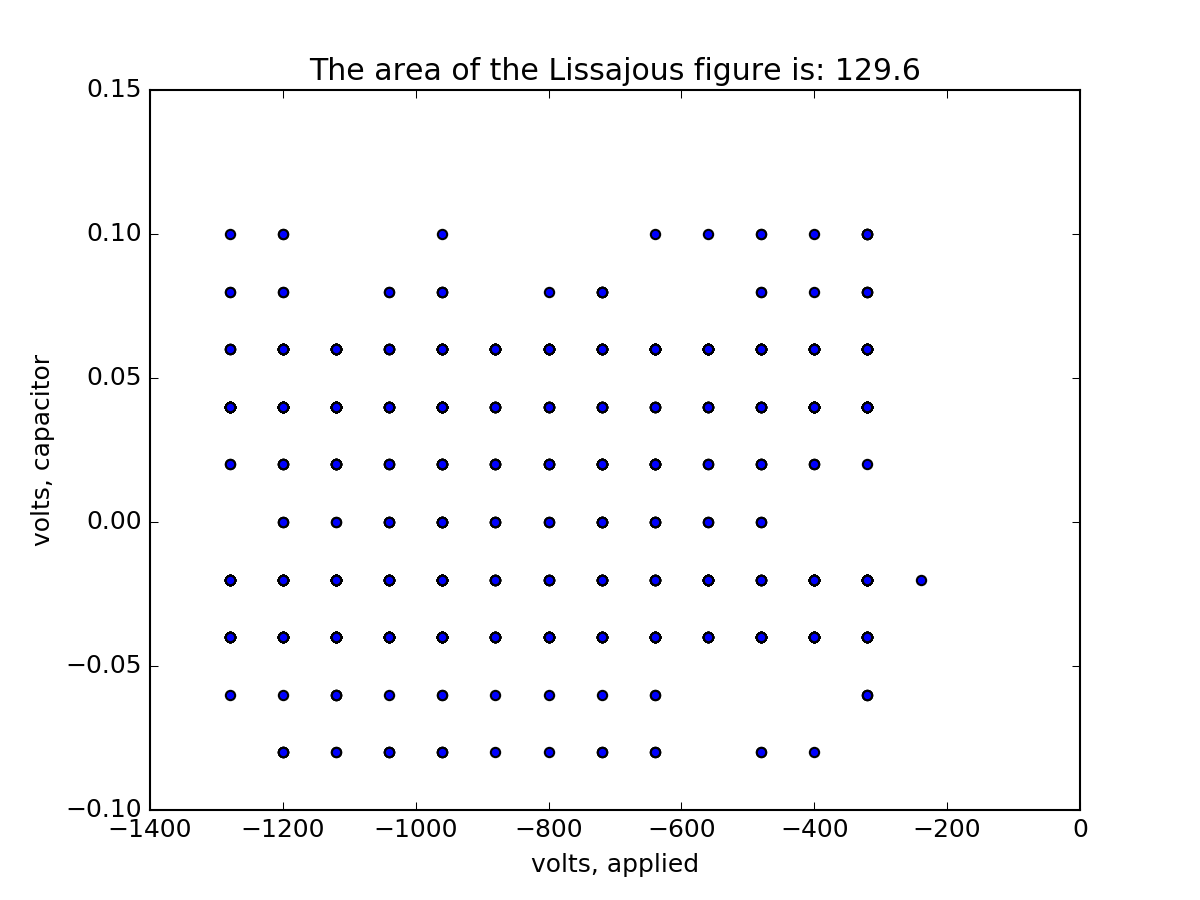 The area of the Lissajous figure is: 129.6
0.15
0.10
0.05
0.00
−0.05
−0.10
−1400 −1200 −1000 −800 −600 −400 −200 0
volts, applied
volts, capacitor